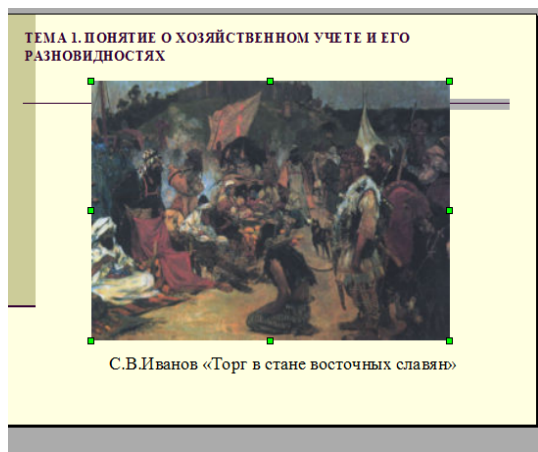 ТЕМА 1. ПОНЯТИЕ О ХОЗЯЙСТВЕННОМ УЧЕТЕ И ЕГО
РАЗНОВИДНОСТЯХ
С.В.Иванов «Торг в стане восточных славян»